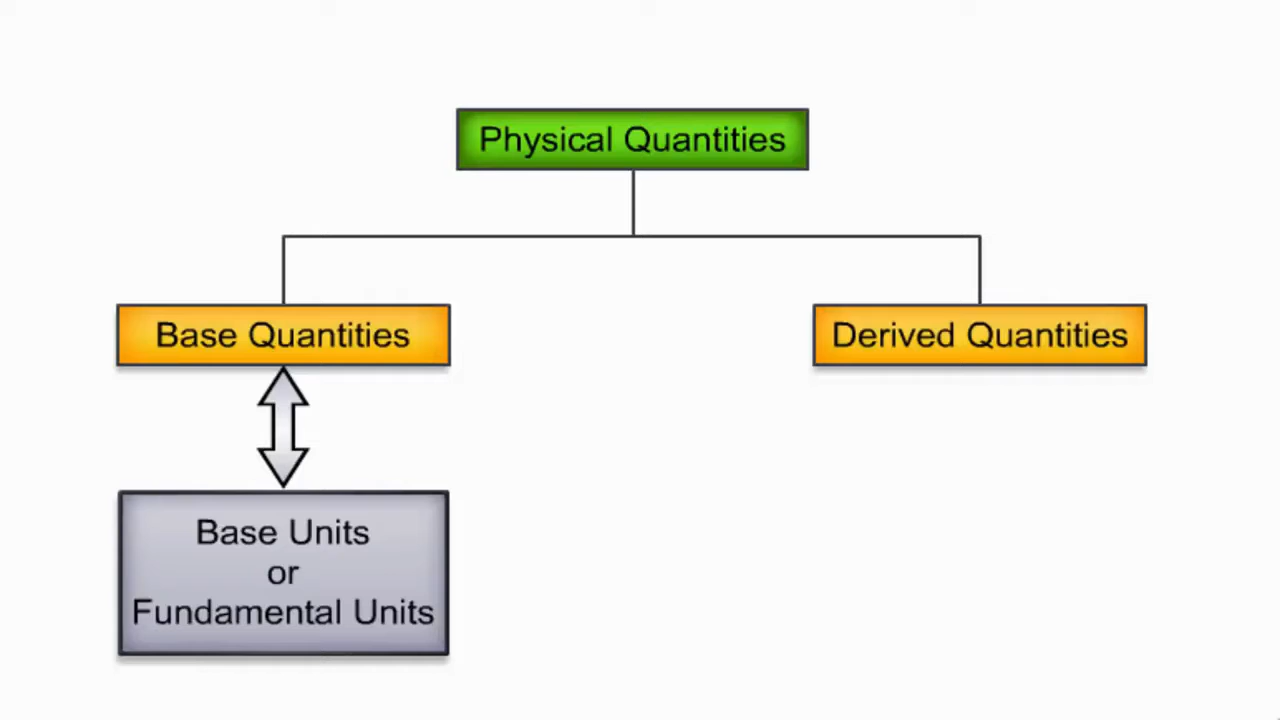 Physical Quantities
Base Quantities
Derived Quantities
Base Units
or
Fundamental Units